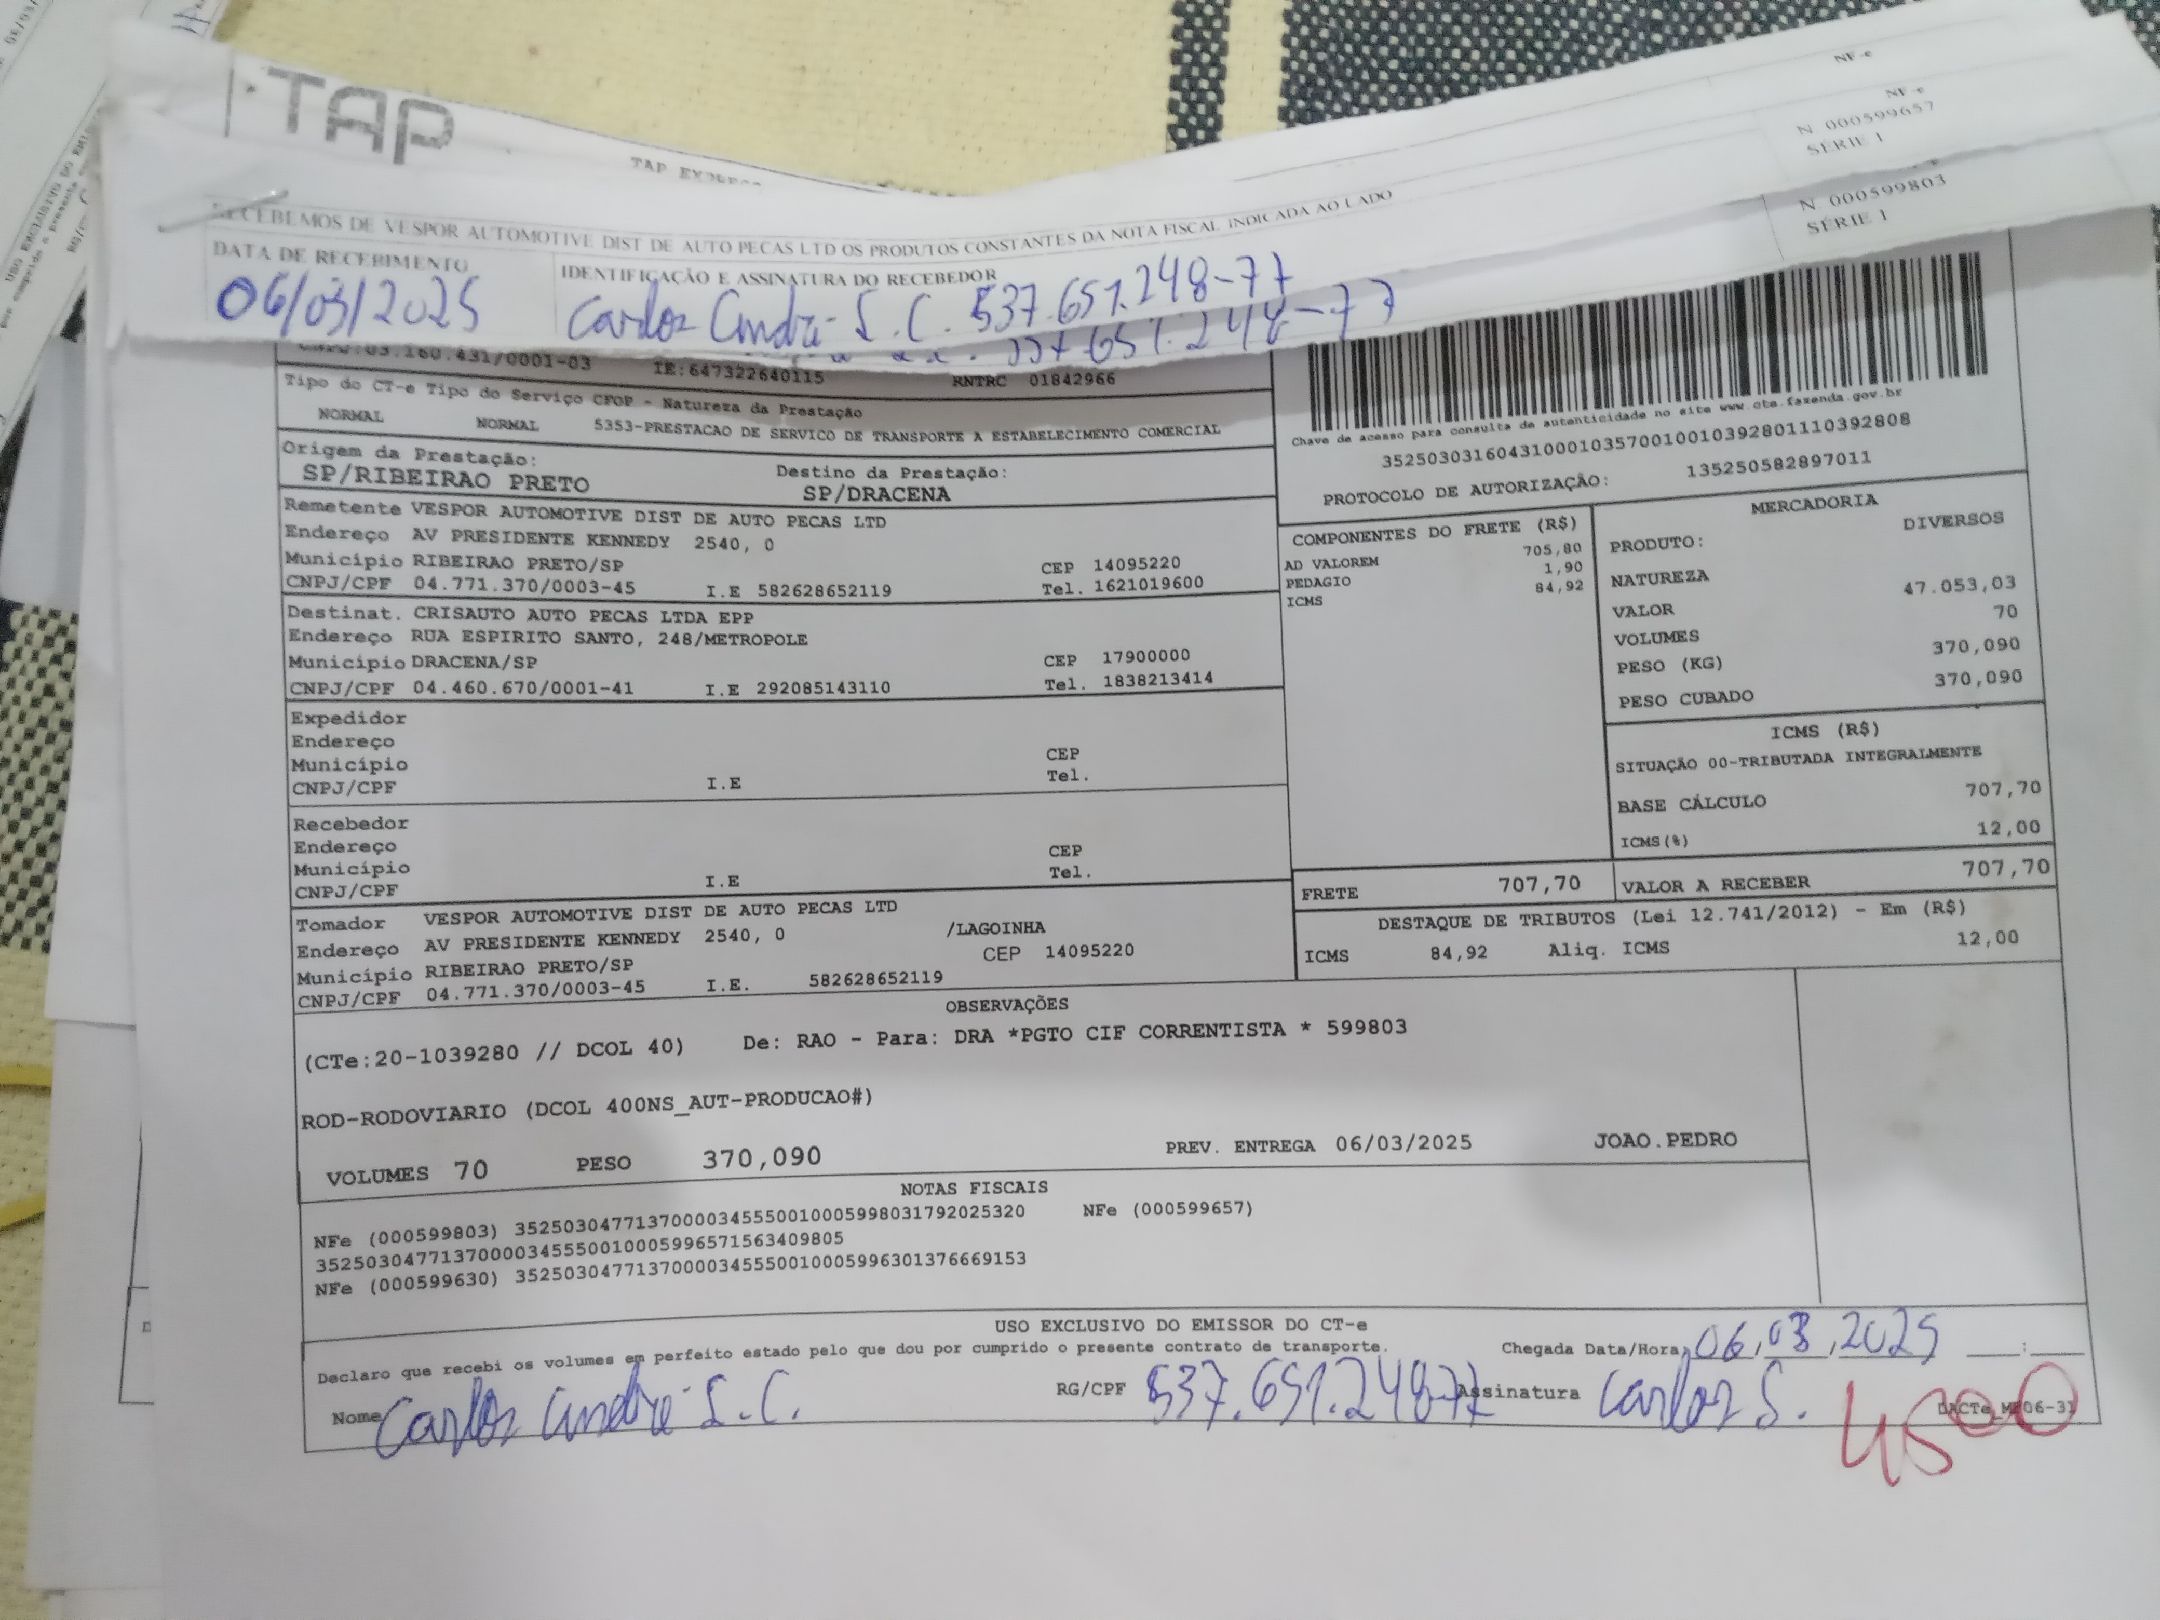 TAP
TAP EXPRESS
NF-e
NF-e
N 000599657
SÉRIE 1
N. 000599803
SÉRIE 1
RECEBEMOS DE VESPOR AUTOMOTIVE DIST DE AUTO PECAS LTD OS PRODUTOS CONSTANTES DA NOTA FISCAL INDICADA AO LADO
DATA DE RECEBIMENTO
IDENTIFICAÇÃO E ASSINATURA DO RECEBEDOR
06/03/2025
Carlos Andre S.C. 537.651.248-77
651.248-77
CNPJ:03.160.431/0001-03 IE:647322640115 RNTRC 01842966
Tipo do CT-e Tipo do Serviço CFOP - Natureza da Prestação
NORMAL NORMAL 5353-PRESTACAO DE SERVICO DE TRANSPORTE A ESTABELECIMENTO COMERCIAL
Chave de acesso para consulta de autenticidade no site www.cte.fazenda.gov.br
35250303160431000103570010010392801110392808
PROTOCOLO DE AUTORIZAÇÃO: 135250582897011
Origem da Prestação: Destino da Prestação:
SP/RIBEIRAO PRETO SP/DRACENA
Remetente VESPOR AUTOMOTIVE DIST DE AUTO PECAS LTD
Endereço AV PRESIDENTE KENNEDY 2540, 0
Município RIBEIRAO PRETO/SP CEP 14095220
CNPJ/CPF 04.771.370/0003-45 I.E 582628652119 Tel. 1621019600
Destinat. CRISAUTO AUTO PECAS LTDA EPP
Endereço RUA ESPIRITO SANTO, 248/METROPOLE
Município DRACENA/SP CEP 17900000
CNPJ/CPF 04.460.670/0001-41 I.E 292085143110 Tel. 1838213414
Expedidor
Endereço
Município CEP
CNPJ/CPF I.E Tel.
Recebedor
Endereço
Município CEP
CNPJ/CPF I.E Tel.
Tomador VESPOR AUTOMOTIVE DIST DE AUTO PECAS LTD
Endereço AV PRESIDENTE KENNEDY 2540, 0 /LAGOINHA
Município RIBEIRAO PRETO/SP CEP 14095220
CNPJ/CPF 04.771.370/0003-45 I.E. 582628652119
COMPONENTES DO FRETE (R$)
AD VALOREM 705,80
PEDAGIO 1,90
ICMS 84,92
MERCADORIA
PRODUTO: DIVERSOS
NATUREZA
VALOR 47.053,03
VOLUMES 70
PESO (KG) 370,090
PESO CUBADO 370,090
ICMS (R$)
SITUAÇÃO 00-TRIBUTADA INTEGRALMENTE
BASE CÁLCULO 707,70
ICMS(%) 12,00
FRETE 707,70 VALOR A RECEBER 707,70
DESTAQUE DE TRIBUTOS (Lei 12.741/2012) - Em (R$)
ICMS 84,92 Aliq. ICMS 12,00
OBSERVAÇÕES
(CTe:20-1039280 // DCOL 40) De: RAO - Para: DRA *PGTO CIF CORRENTISTA * 599803
ROD-RODOVIARIO (DCOL 400NS_AUT-PRODUCAO#)
VOLUMES 70 PESO 370,090 PREV. ENTREGA 06/03/2025 JOAO.PEDRO
NOTAS FISCAIS
NFe (000599803) 35250304771370000345550010005998031792025320 NFe (000599657)
35250304771370000345550010005996571563409805
NFe (000599630) 35250304771370000345550010005996301376669153
USO EXCLUSIVO DO EMISSOR DO CT-e
Declaro que recebi os volumes em perfeito estado pelo que dou por cumprido o presente contrato de transporte. Chegada Data/Hora 06/03/2025 ___:___
Nome Carlos Andre S.C. RG/CPF 537.651.248-77 Assinatura Carlos S.
4500